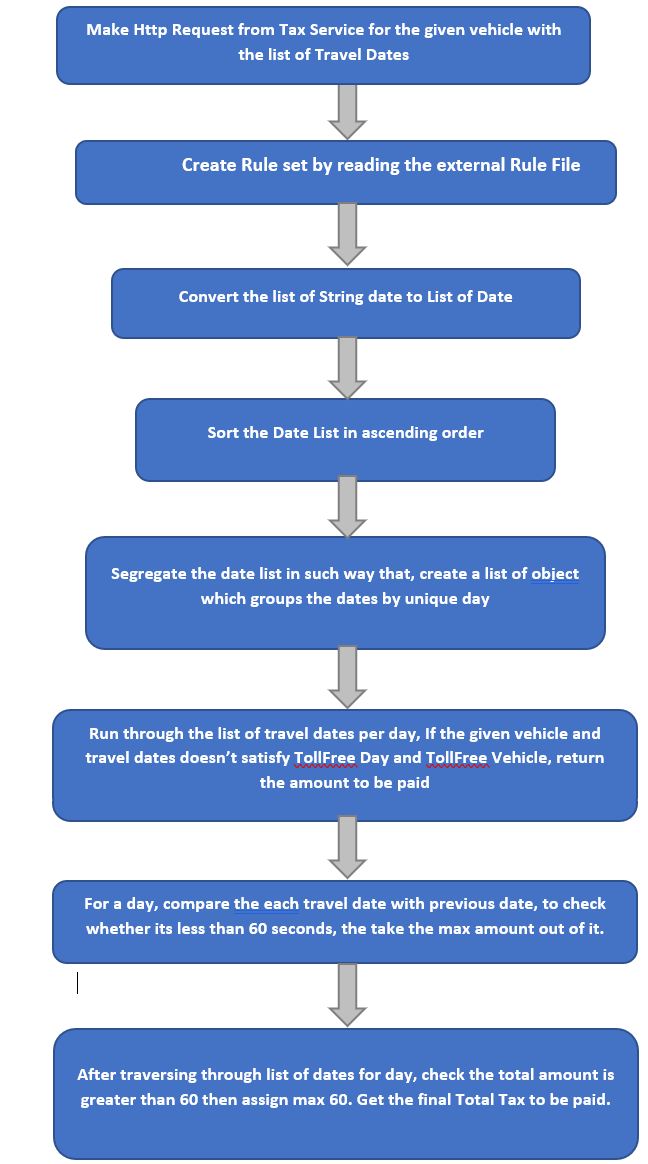 Make Http Request from Tax Service for the given vehicle with
the list of Travel Dates
Create Rule set by reading the external Rule File
Convert the list of String date to List of Date
Sort the Date List in ascending order
Segregate the date list in such way that, create a list of object
which groups the dates by unique day
Run through the list of travel dates per day, If the given vehicle and
travel dates doesn’t satisfy TollFree Day and TollFree Vehicle, return
the amount to be paid
For a day, compare the each travel date with previous date, to check
whether its less than 60 seconds, the take the max amount out of it.
After traversing through list of dates for day, check the total amount is
greater than 60 then assign max 60. Get the final Total Tax to be paid.